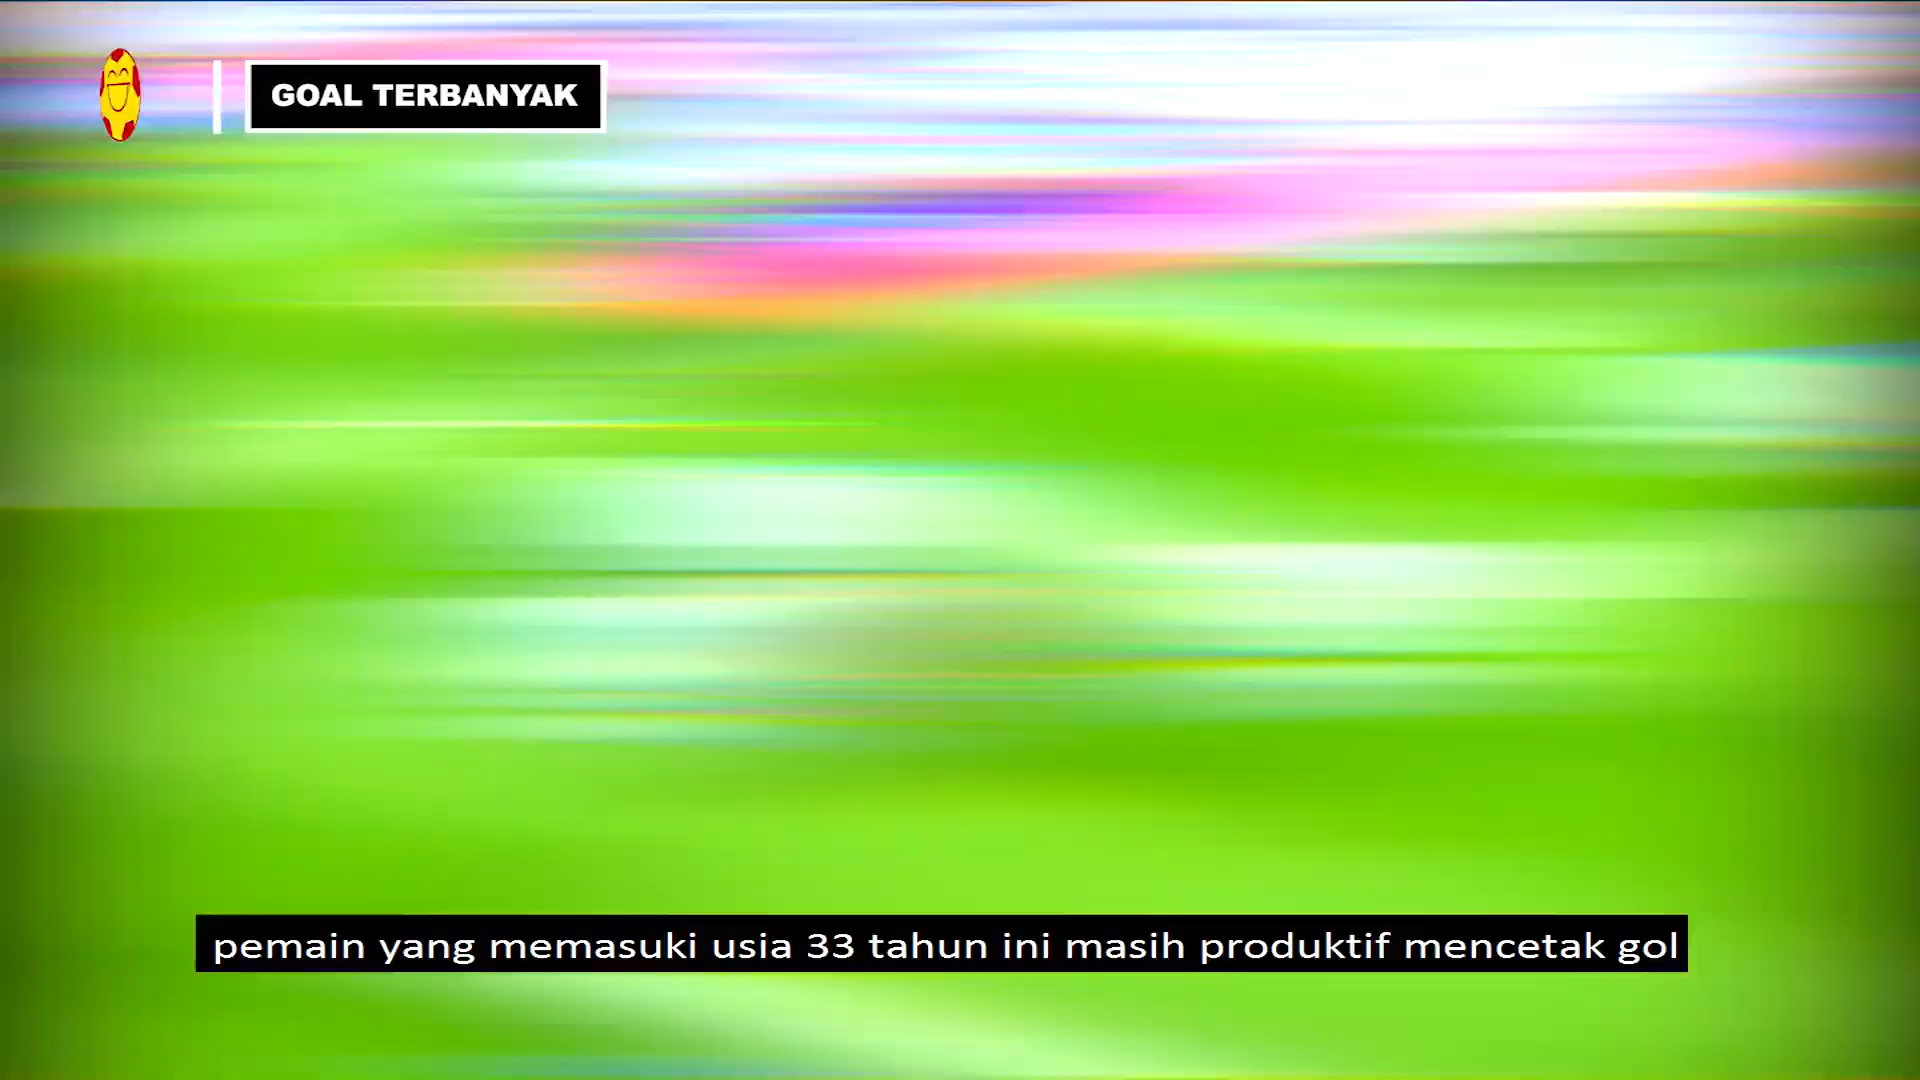 GOAL TERBANYAK
pemain yang memasuki usia 33 tahun ini masih produktif mencetak gol